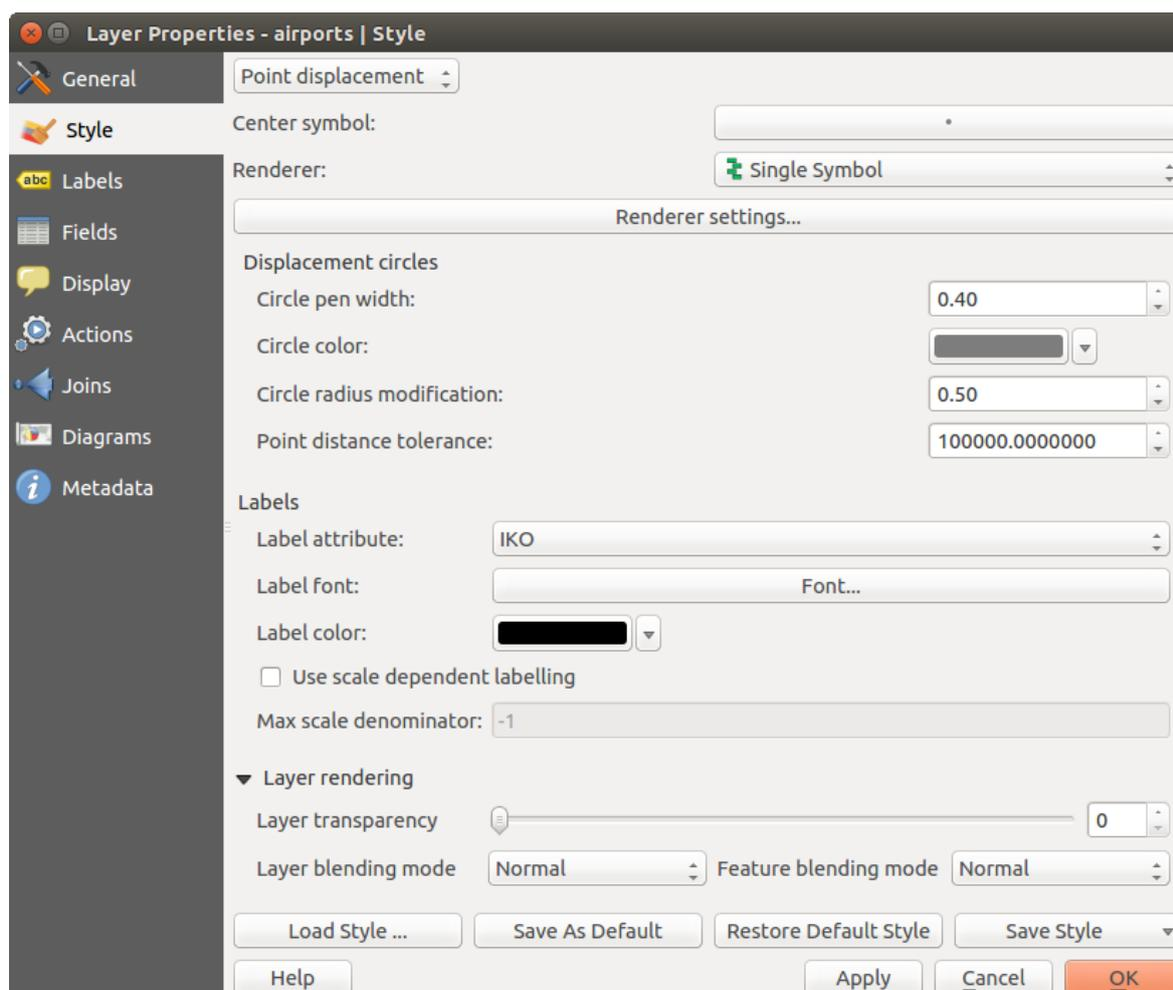 Layer Properties - airports | Style
General
Style
abc Labels
Fields
Display
Actions
Joins
Diagrams
Metadata
Point displacement
Center symbol:
Renderer: Single Symbol
Renderer settings...
Displacement circles
Circle pen width: 0.40
Circle color:
Circle radius modification: 0.50
Point distance tolerance: 100000.0000000
Labels
Label attribute: IKO
Label font: Font...
Label color:
Use scale dependent labelling
Max scale denominator: -1
Layer rendering
Layer transparency 0
Layer blending mode Normal Feature blending mode Normal
Load Style ... Save As Default Restore Default Style Save Style
Help Apply Cancel OK